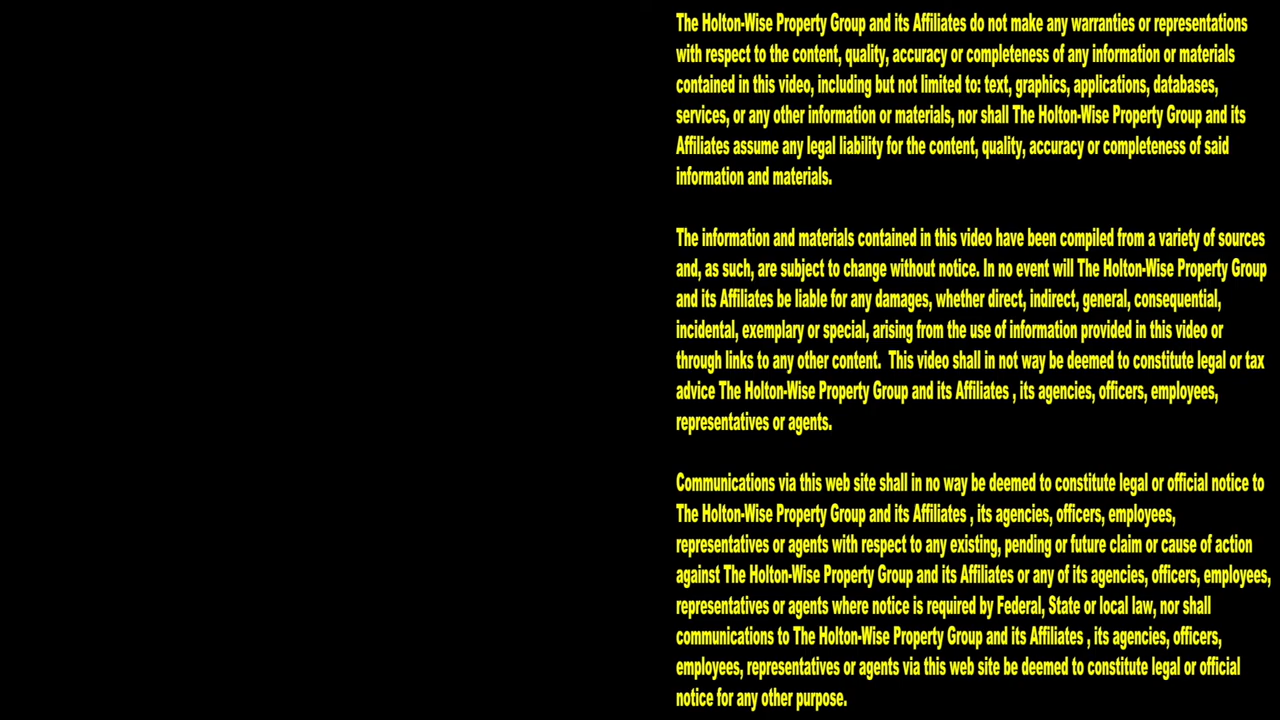 The Holton-Wise Property Group and its Affiliates do not make any warranties or representations
with respect to the content, quality, accuracy or completeness of any information or materials
contained in this video, including but not limited to: text, graphics, applications, databases,
services, or any other information or materials, nor shall The Holton-Wise Property Group and its
Affiliates assume any legal liability for the content, quality, accuracy or completeness of said
information and materials.
The information and materials contained in this video have been compiled from a variety of sources
and, as such, are subject to change without notice. In no event will The Holton-Wise Property Group
and its Affiliates be liable for any damages, whether direct, indirect, general, consequential,
incidental, exemplary or special, arising from the use of information provided in this video or
through links to any other content.  This video shall in not way be deemed to constitute legal or tax
advice The Holton-Wise Property Group and its Affiliates , its agencies, officers, employees,
representatives or agents.
Communications via this web site shall in no way be deemed to constitute legal or official notice to
The Holton-Wise Property Group and its Affiliates , its agencies, officers, employees,
representatives or agents with respect to any existing, pending or future claim or cause of action
against The Holton-Wise Property Group and its Affiliates or any of its agencies, officers, employees,
representatives or agents where notice is required by Federal, State or local law, nor shall
communications to The Holton-Wise Property Group and its Affiliates , its agencies, officers,
employees, representatives or agents via this web site be deemed to constitute legal or official
notice for any other purpose.